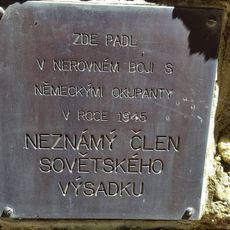 ZDE PADL
V NEROVNÉM BOJI S
NĚMECKÝMI OKUPANTY
V ROCE 1945
NEZNÁMÝ ČLEN
SOVĚTSKÉHO
VÝSADKU